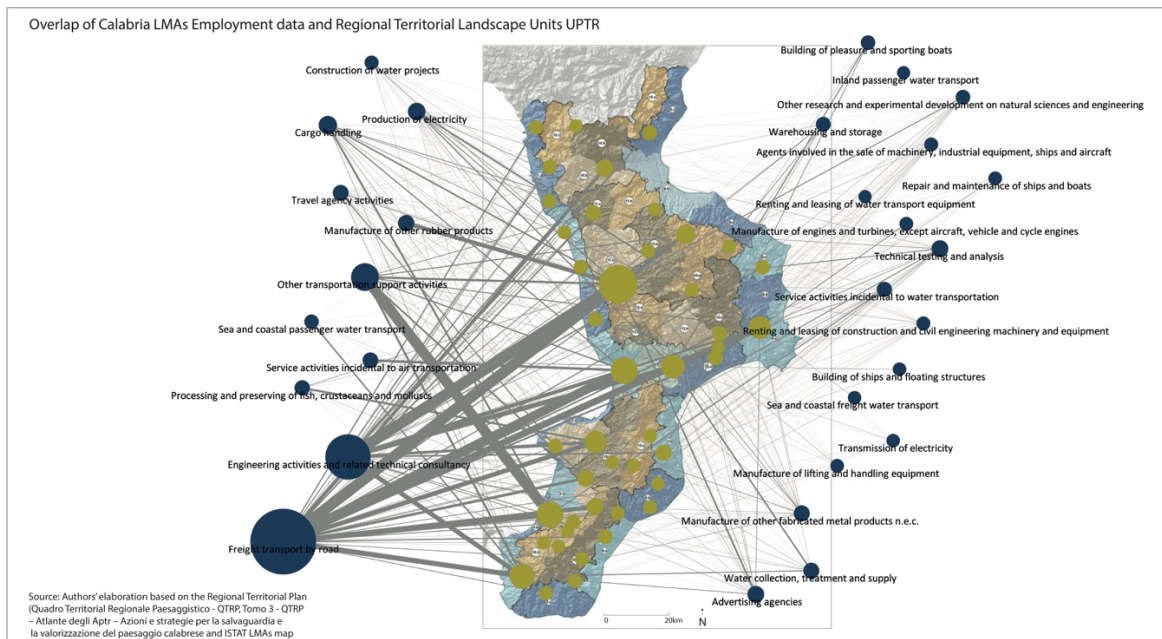 Overlap of Calabria LMAs Employment data and Regional Territorial Landscape Units UPTR
Construction of water projects
Production of electricity
Cargo handling
Travel agency activities
Manufacture of other rubber products
Other transportation support activities
Sea and coastal passenger water transport
Service activities incidental to air transportation
Processing and preserving of fish, crustaceans and molluscs
Engineering activities and related technical consultancy
Freight transport by road
Building of pleasure and sporting boats
Inland passenger water transport
Other research and experimental development on natural sciences and engineering
Warehousing and storage
Agents involved in the sale of machinery, industrial equipment, ships and aircraft
Repair and maintenance of ships and boats
Renting and leasing of water transport equipment
Manufacture of engines and turbines, except aircraft, vehicle and cycle engines
Technical testing and analysis
Service activities incidental to water transportation
Renting and leasing of construction and civil engineering machinery and equipment
Building of ships and floating structures
Sea and coastal freight water transport
Transmission of electricity
Manufacture of lifting and handling equipment
Manufacture of other fabricated metal products n.e.c.
Water collection, treatment and supply
Advertising agencies
0 20km N
Source: Authors' elaboration based on the Regional Territorial Plan
(Quadro Territorial Regionale Paesaggistico - QTRP, Tomo 3 - QTRP
– Atlante degli Aptr – Azioni e strategie per la salvaguardia e
la valorizzazione del paesaggio calabrese and ISTAT LMAs map